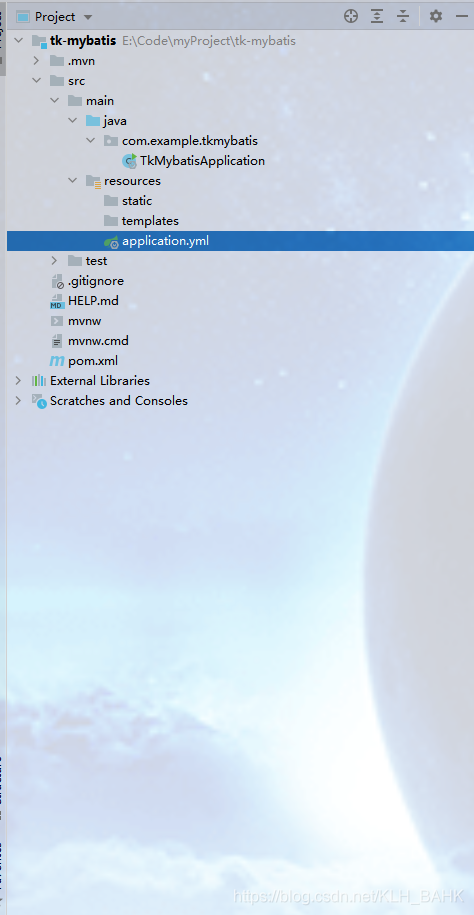 Project
tk-mybatis E:\Code\myProject\tk-mybatis
.mvn
src
main
java
com.example.tkmybatis
TkMybatisApplication
resources
static
templates
application.yml
test
.gitignore
HELP.md
mvnw
mvnw.cmd
pom.xml
External Libraries
Scratches and Consoles
https://blog.csdn.net/KLH_BAHK